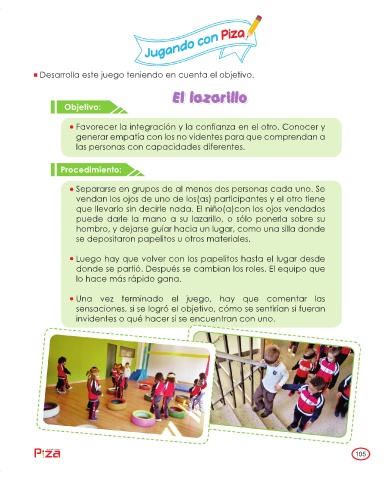 Jugando con Piza
Desarrolla este juego teniendo en cuenta el objetivo.
El lazarillo
Objetivo:
Favorecer la integración y la confianza en el otro. Conocer y
generar empatía con los no videntes para que comprendan a
las personas con capacidades diferentes.
Procedimiento:
Separarse en grupos de al menos dos personas cada uno. Se
vendan los ojos de uno de los(as) participantes y el otro tiene
que llevarlo sin decirle nada. El niño(a)con los ojos vendados
puede darle la mano a su lazarillo, o sólo ponerla sobre su
hombro, y dejarse guiar hacia un lugar, como una silla donde
se depositaron papelitos u otros materiales.
Luego hay que volver con los papelitos hasta el lugar desde
donde se partió. Después se cambian los roles. El equipo que
lo hace más rápido gana.
Una vez terminado el juego, hay que comentar las
sensaciones, si se logró el objetivo, cómo se sentirían si fueran
invidentes o qué hacer si se encuentran con uno.
Piza
105